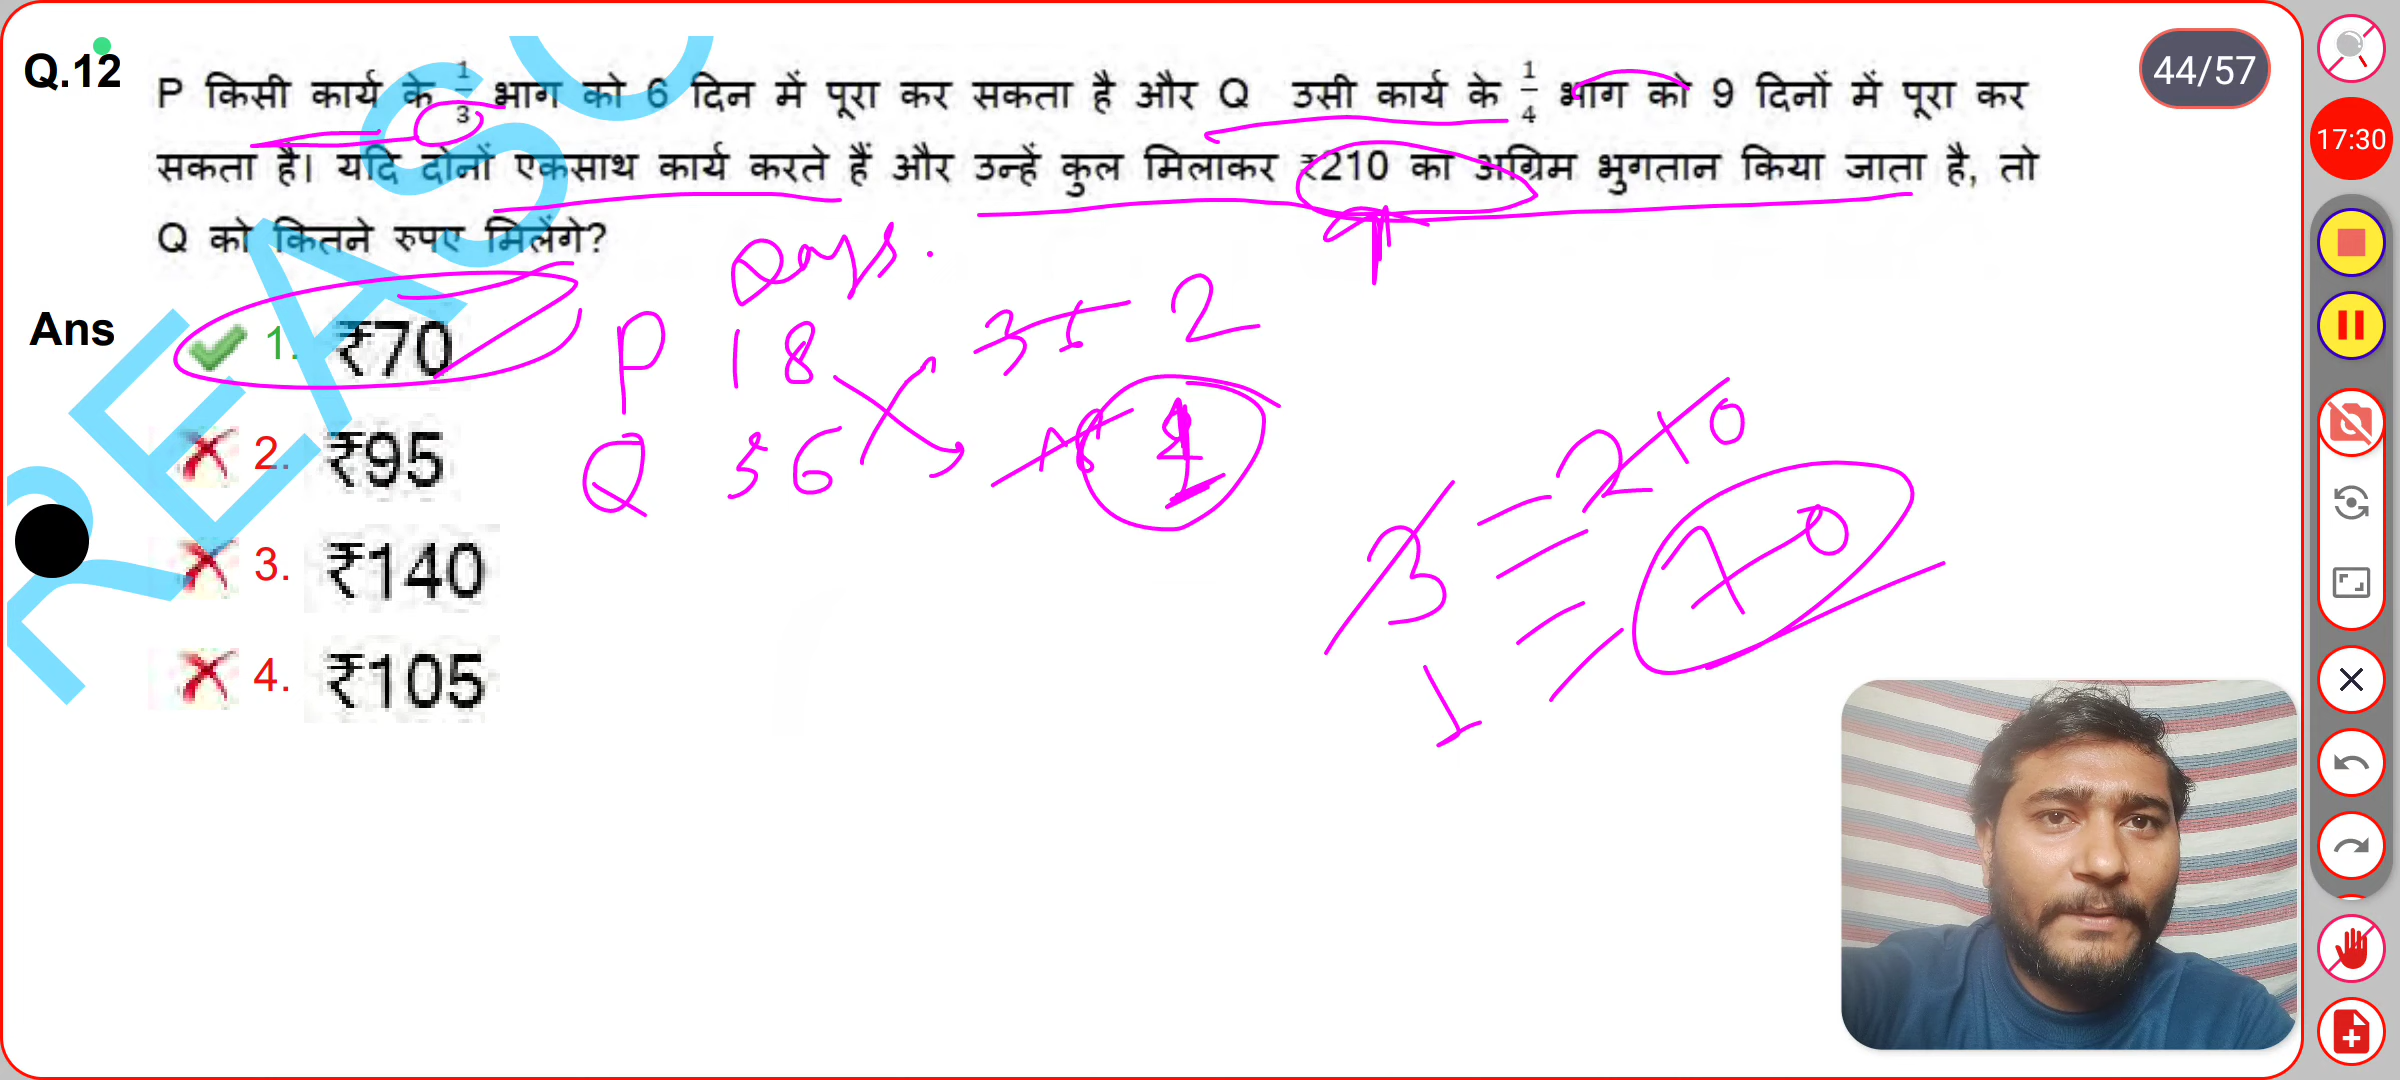 Q.12 P किसी कार्य के 1/3 भाग को 6 दिन में पूरा कर सकता है और Q उसी कार्य के 1/4 भाग को 9 दिनों में पूरा कर
सकता है। यदि दोनों एकसाथ कार्य करते हैं और उन्हें कुल मिलाकर ₹210 का अग्रिम भुगतान किया जाता है, तो
Q को कितने रुपए मिलेंगे?
Ans 1. ₹70
2. ₹95
3. ₹140
4. ₹105
Days.
P 18 2
Q 36 1
3 = 210
1 = 70
44/57
17:30